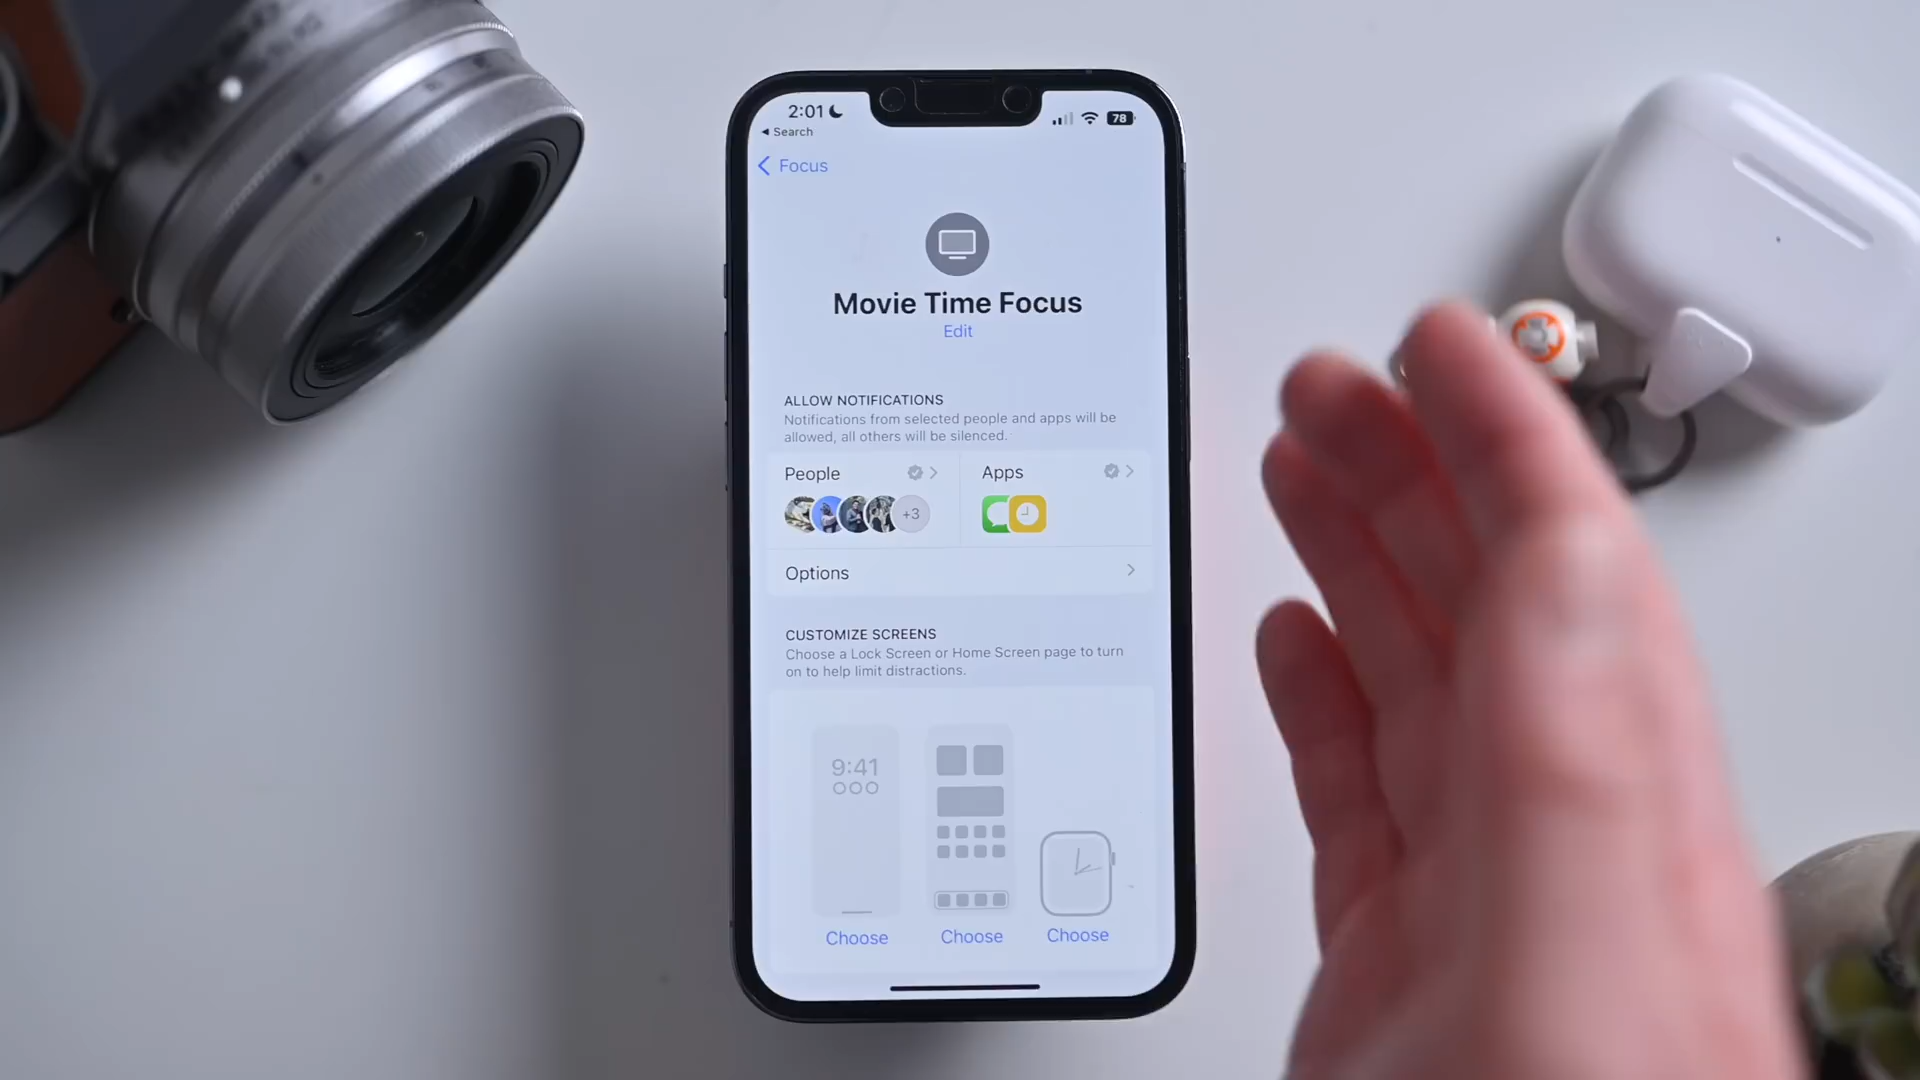 2:01
78
◂ Search
Focus
Movie Time Focus
Edit
ALLOW NOTIFICATIONS
Notifications from selected people and apps will be
allowed, all others will be silenced.
People
Apps
+3
Options
CUSTOMIZE SCREENS
Choose a Lock Screen or Home Screen page to turn
on to help limit distractions.
9:41
Choose
Choose
Choose